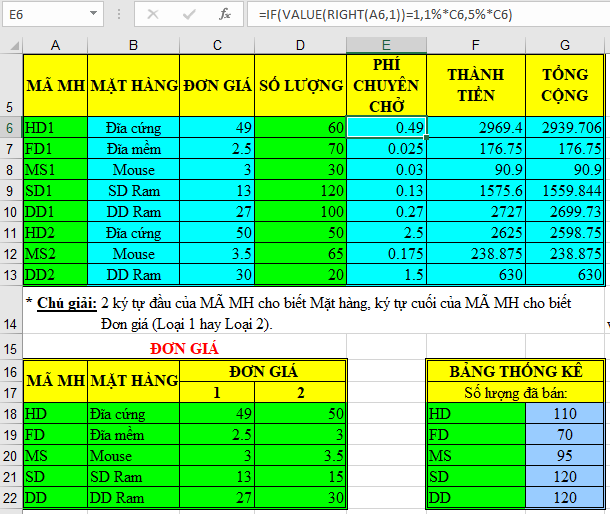 E6 fx =IF(VALUE(RIGHT(A6,1))=1,1%*C6,5%*C6)
A B C D E F G
5 MÃ MH MẶT HÀNG ĐƠN GIÁ SỐ LƯỢNG PHÍ CHUYÊN CHỞ THÀNH TIỀN TỔNG CỘNG
6 HD1 Đĩa cứng 49 60 0.49 2969.4 2939.706
7 FD1 Đĩa mềm 2.5 70 0.025 176.75 176.75
8 MS1 Mouse 3 30 0.03 90.9 90.9
9 SD1 SD Ram 13 120 0.13 1575.6 1559.844
10 DD1 DD Ram 27 100 0.27 2727 2699.73
11 HD2 Đĩa cứng 50 50 2.5 2625 2598.75
12 MS2 Mouse 3.5 65 0.175 238.875 238.875
13 DD2 DD Ram 30 20 1.5 630 630
* Chú giải: 2 ký tự đầu của MÃ MH cho biết Mặt hàng, ký tự cuối của MÃ MH cho biết
14 Đơn giá (Loại 1 hay Loại 2).
15 ĐƠN GIÁ
16 MÃ MH MẶT HÀNG ĐƠN GIÁ BẢNG THỐNG KÊ
17 1 2 Số lượng đã bán:
18 HD Đĩa cứng 49 50 HD 110
19 FD Đĩa mềm 2.5 3 FD 70
20 MS Mouse 3 3.5 MS 95
21 SD SD Ram 13 15 SD 120
22 DD DD Ram 27 30 DD 120